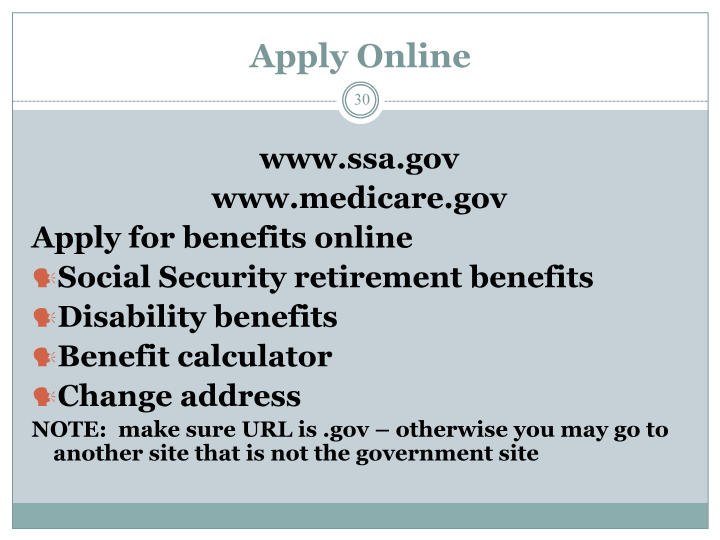 Apply Online
30
www.ssa.gov
www.medicare.gov
Apply for benefits online
Social Security retirement benefits
Disability benefits
Benefit calculator
Change address
NOTE:  make sure URL is .gov – otherwise you may go to
another site that is not the government site